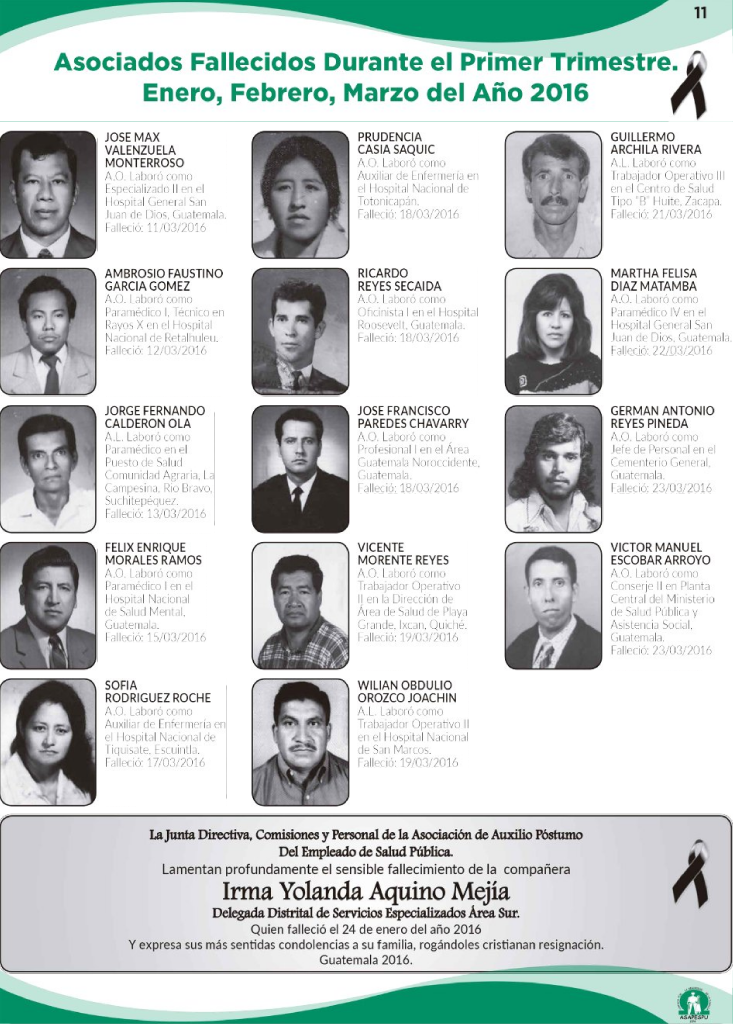 11
Asociados Fallecidos Durante el Primer Trimestre.
Enero, Febrero, Marzo del Año 2016
JOSE MAX
VALENZUELA
MONTERROSO
A.O. Laboró como
Especializado II en el
Hospital General San
Juan de Dios, Guatemala.
Falleció: 11/03/2016
AMBROSIO FAUSTINO
GARCIA GOMEZ
A.O. Laboró como
Paramédico I, Técnico en
Rayos X en el Hospital
Nacional de Retalhuleu.
Falleció: 12/03/2016
JORGE FERNANDO
CALDERON OLA
A.L. Laboró como
Paramédico en el
Puesto de Salud
Comunidad Agraria, La
Campesina, Rio Bravo,
Suchitepéquez.
Falleció: 13/03/2016
FELIX ENRIQUE
MORALES RAMOS
A.O. Laboró como
Paramédico I en el
Hospital Nacional
de Salud Mental,
Guatemala.
Falleció: 15/03/2016
SOFIA
RODRIGUEZ ROCHE
A.O. Laboró como
Auxiliar de Enfermería en
el Hospital Nacional de
Tiquisate, Escuintla.
Falleció: 17/03/2016
PRUDENCIA
CASIA SAQUIC
A.O. Laboró como
Auxiliar de Enfermería en
el Hospital Nacional de
Totonicapán.
Falleció: 18/03/2016
RICARDO
REYES SECAIDA
A.O. Laboró como
Oficinista I en el Hospital
Roosevelt, Guatemala.
Falleció: 18/03/2016
JOSE FRANCISCO
PAREDES CHAVARRY
A.O. Laboró como
Profesional I en el Área
Guatemala Noroccidente,
Guatemala.
Falleció: 18/03/2016
VICENTE
MORENTE REYES
A.O. Laboró como
Trabajador Operativo
II en la Dirección de
Área de Salud de Playa
Grande, Ixcan, Quiché.
Falleció: 19/03/2016
WILIAN OBDULIO
OROZCO JOACHIN
A.L. Laboró como
Trabajador Operativo II
en el Hospital Nacional
de San Marcos.
Falleció: 19/03/2016
GUILLERMO
ARCHILA RIVERA
A.L. Laboró como
Trabajador Operativo III
en el Centro de Salud
Tipo "B" Huite, Zacapa.
Falleció: 21/03/2016
MARTHA FELISA
DIAZ MATAMBA
A.O. Laboró como
Paramédico IV en el
Hospital General San
Juan de Dios, Guatemala.
Falleció: 22/03/2016
GERMAN ANTONIO
REYES PINEDA
A.O. Laboró como
Jefe de Personal en el
Cementerio General,
Guatemala.
Falleció: 23/03/2016
VICTOR MANUEL
ESCOBAR ARROYO
A.O. Laboró como
Conserje II en Planta
Central del Ministerio
de Salud Pública y
Asistencia Social,
Guatemala.
Falleció: 23/03/2016
La Junta Directiva, Comisiones y Personal de la Asociación de Auxilio Póstumo
Del Empleado de Salud Pública.
Lamentan profundamente el sensible fallecimiento de la compañera
Irma Yolanda Aquino Mejía
Delegada Distrital de Servicios Especializados Área Sur.
Quien falleció el 24 de enero del año 2016
Y expresa sus más sentidas condolencias a su familia, rogándoles cristianan resignación.
Guatemala 2016.